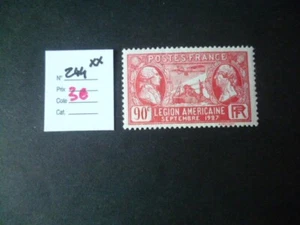 N° 244 xx
Prix
Cote 38
Cat.
POSTES FRANCE
90c LEGION AMERICAINE RF
SEPTEMBRE 1927